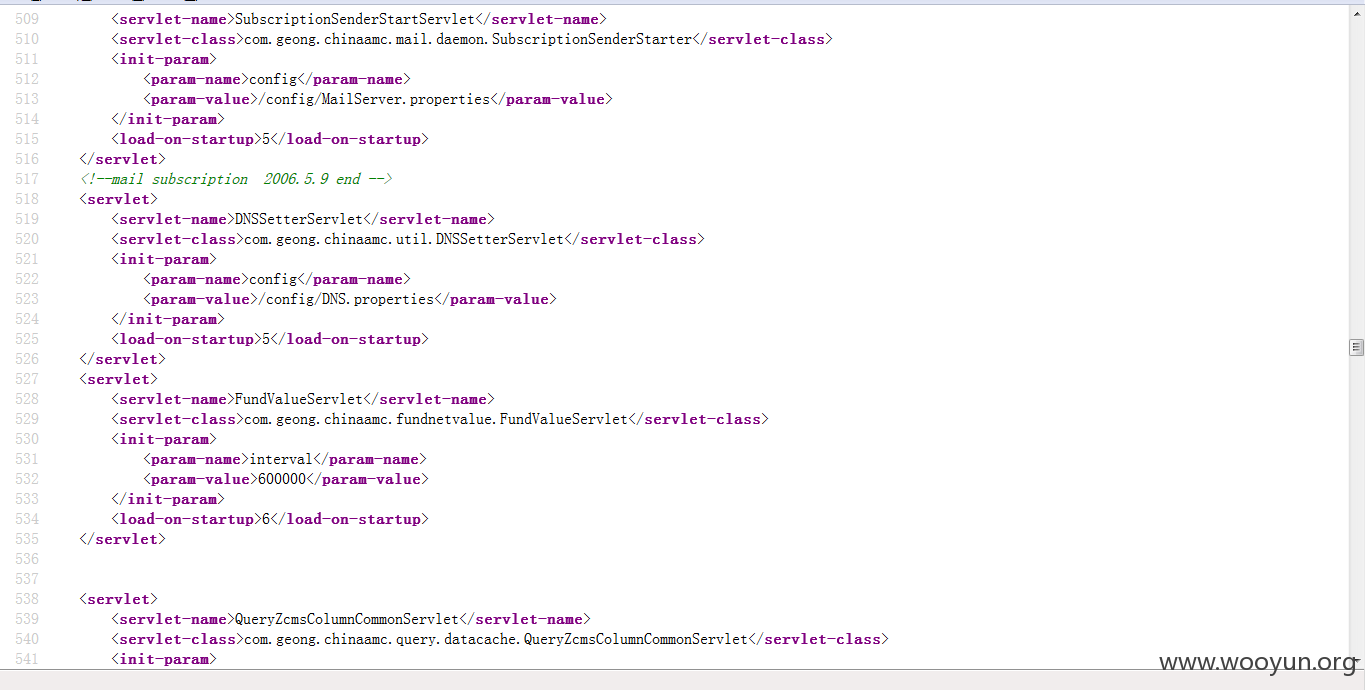 509 <servlet-name>SubscriptionSenderStartServlet</servlet-name>
510 <servlet-class>com.geong.chinaamc.mail.daemon.SubscriptionSenderStarter</servlet-class>
511 <init-param>
512 <param-name>config</param-name>
513 <param-value>/config/MailServer.properties</param-value>
514 </init-param>
515 <load-on-startup>5</load-on-startup>
516 </servlet>
517 <!--mail subscription  2006.5.9 end -->
518 <servlet>
519 <servlet-name>DNSSetterServlet</servlet-name>
520 <servlet-class>com.geong.chinaamc.util.DNSSetterServlet</servlet-class>
521 <init-param>
522 <param-name>config</param-name>
523 <param-value>/config/DNS.properties</param-value>
524 </init-param>
525 <load-on-startup>5</load-on-startup>
526 </servlet>
527 <servlet>
528 <servlet-name>FundValueServlet</servlet-name>
529 <servlet-class>com.geong.chinaamc.fundnetvalue.FundValueServlet</servlet-class>
530 <init-param>
531 <param-name>interval</param-name>
532 <param-value>600000</param-value>
533 </init-param>
534 <load-on-startup>6</load-on-startup>
535 </servlet>
536
537
538 <servlet>
539 <servlet-name>QueryZcmsColumnCommonServlet</servlet-name>
540 <servlet-class>com.geong.chinaamc.query.datacache.QueryZcmsColumnCommonServlet</servlet-class>
541 <init-param>
www.wooyun.org